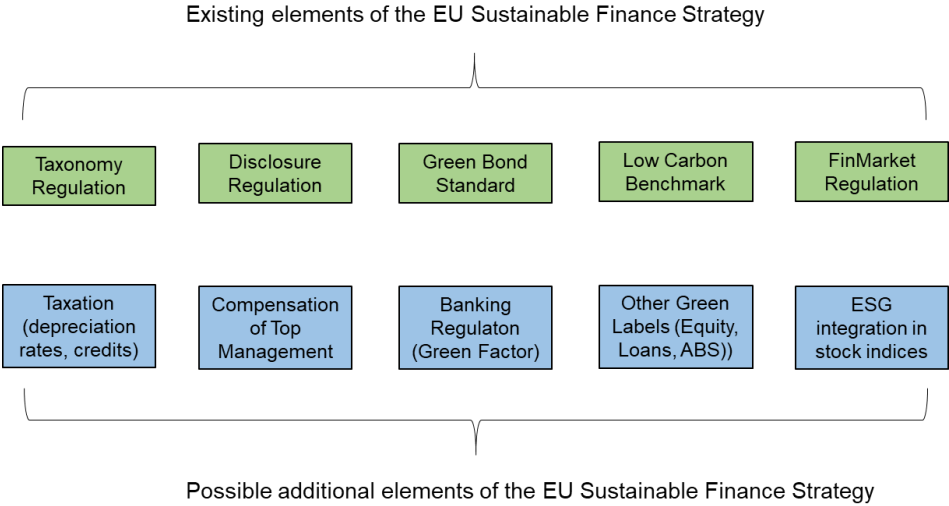 Existing elements of the EU Sustainable Finance Strategy
Taxonomy
Regulation
Disclosure
Regulation
Green Bond
Standard
Low Carbon
Benchmark
FinMarket
Regulation
Taxation
(depreciation
rates, credits)
Compensation
of Top
Management
Banking
Regulaton
(Green Factor)
Other Green
Labels (Equity,
Loans, ABS))
ESG
integration in
stock indices
Possible additional elements of the EU Sustainable Finance Strategy